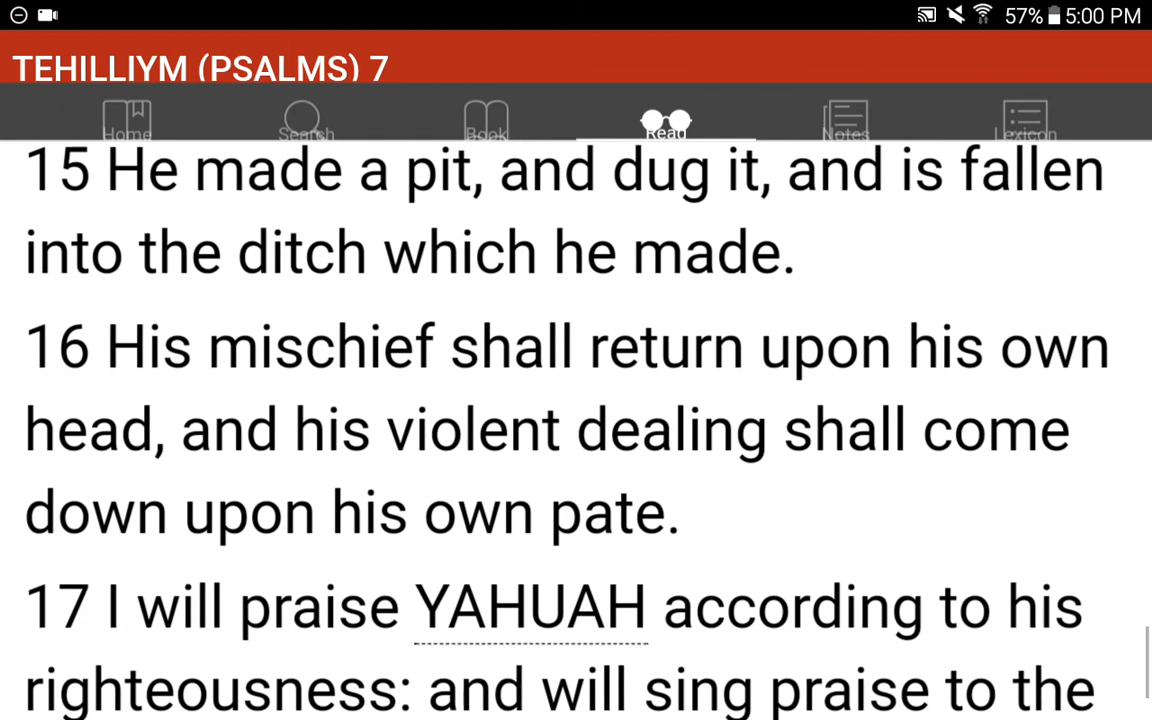 57% 5:00 PM
TEHILLIYM (PSALMS) 7
Home Search Book Read Notes Lexicon
15 He made a pit, and dug it, and is fallen
into the ditch which he made.
16 His mischief shall return upon his own
head, and his violent dealing shall come
down upon his own pate.
17 I will praise YAHUAH according to his
righteousness: and will sing praise to the